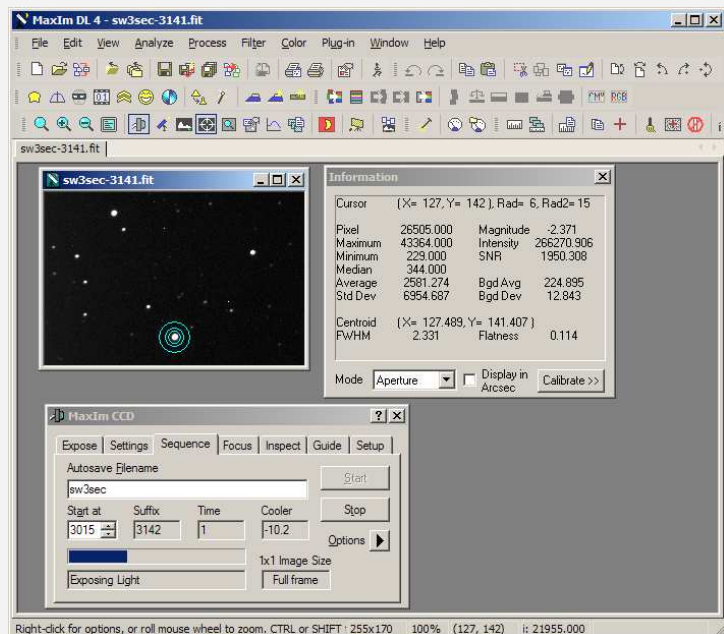 MaxIm DL 4 - sw3sec-3141.fit
File Edit View Analyze Process Filter Color Plug-in Window Help
RGB
sw3sec-3141.fit
sw3sec-3141.fit
Information
Cursor (X= 127, Y= 142 ), Rad= 6, Rad2= 15
Pixel 26505.000 Magnitude -2.371
Maximum 43364.000 Intensity 266270.906
Minimum 229.000 SNR 1950.308
Median 344.000
Average 2581.274 Bgd Avg 224.895
Std Dev 6954.687 Bgd Dev 12.843
Centroid (X= 127.489, Y= 141.407 )
FWHM 2.331 Flatness 0.114
Mode Aperture Display in Arcsec Calibrate >>
MaxIm CCD
Expose Settings Sequence Focus Inspect Guide Setup
Autosave Filename
sw3sec
Start
Start at Suffix Time Cooler
3015 3142 1 -10.2
Stop
Options
1x1 Image Size
Exposing Light Full frame
Right-click for options, or roll mouse wheel to zoom. CTRL or SHIFT 255x170 100% (127, 142) i: 21955.000